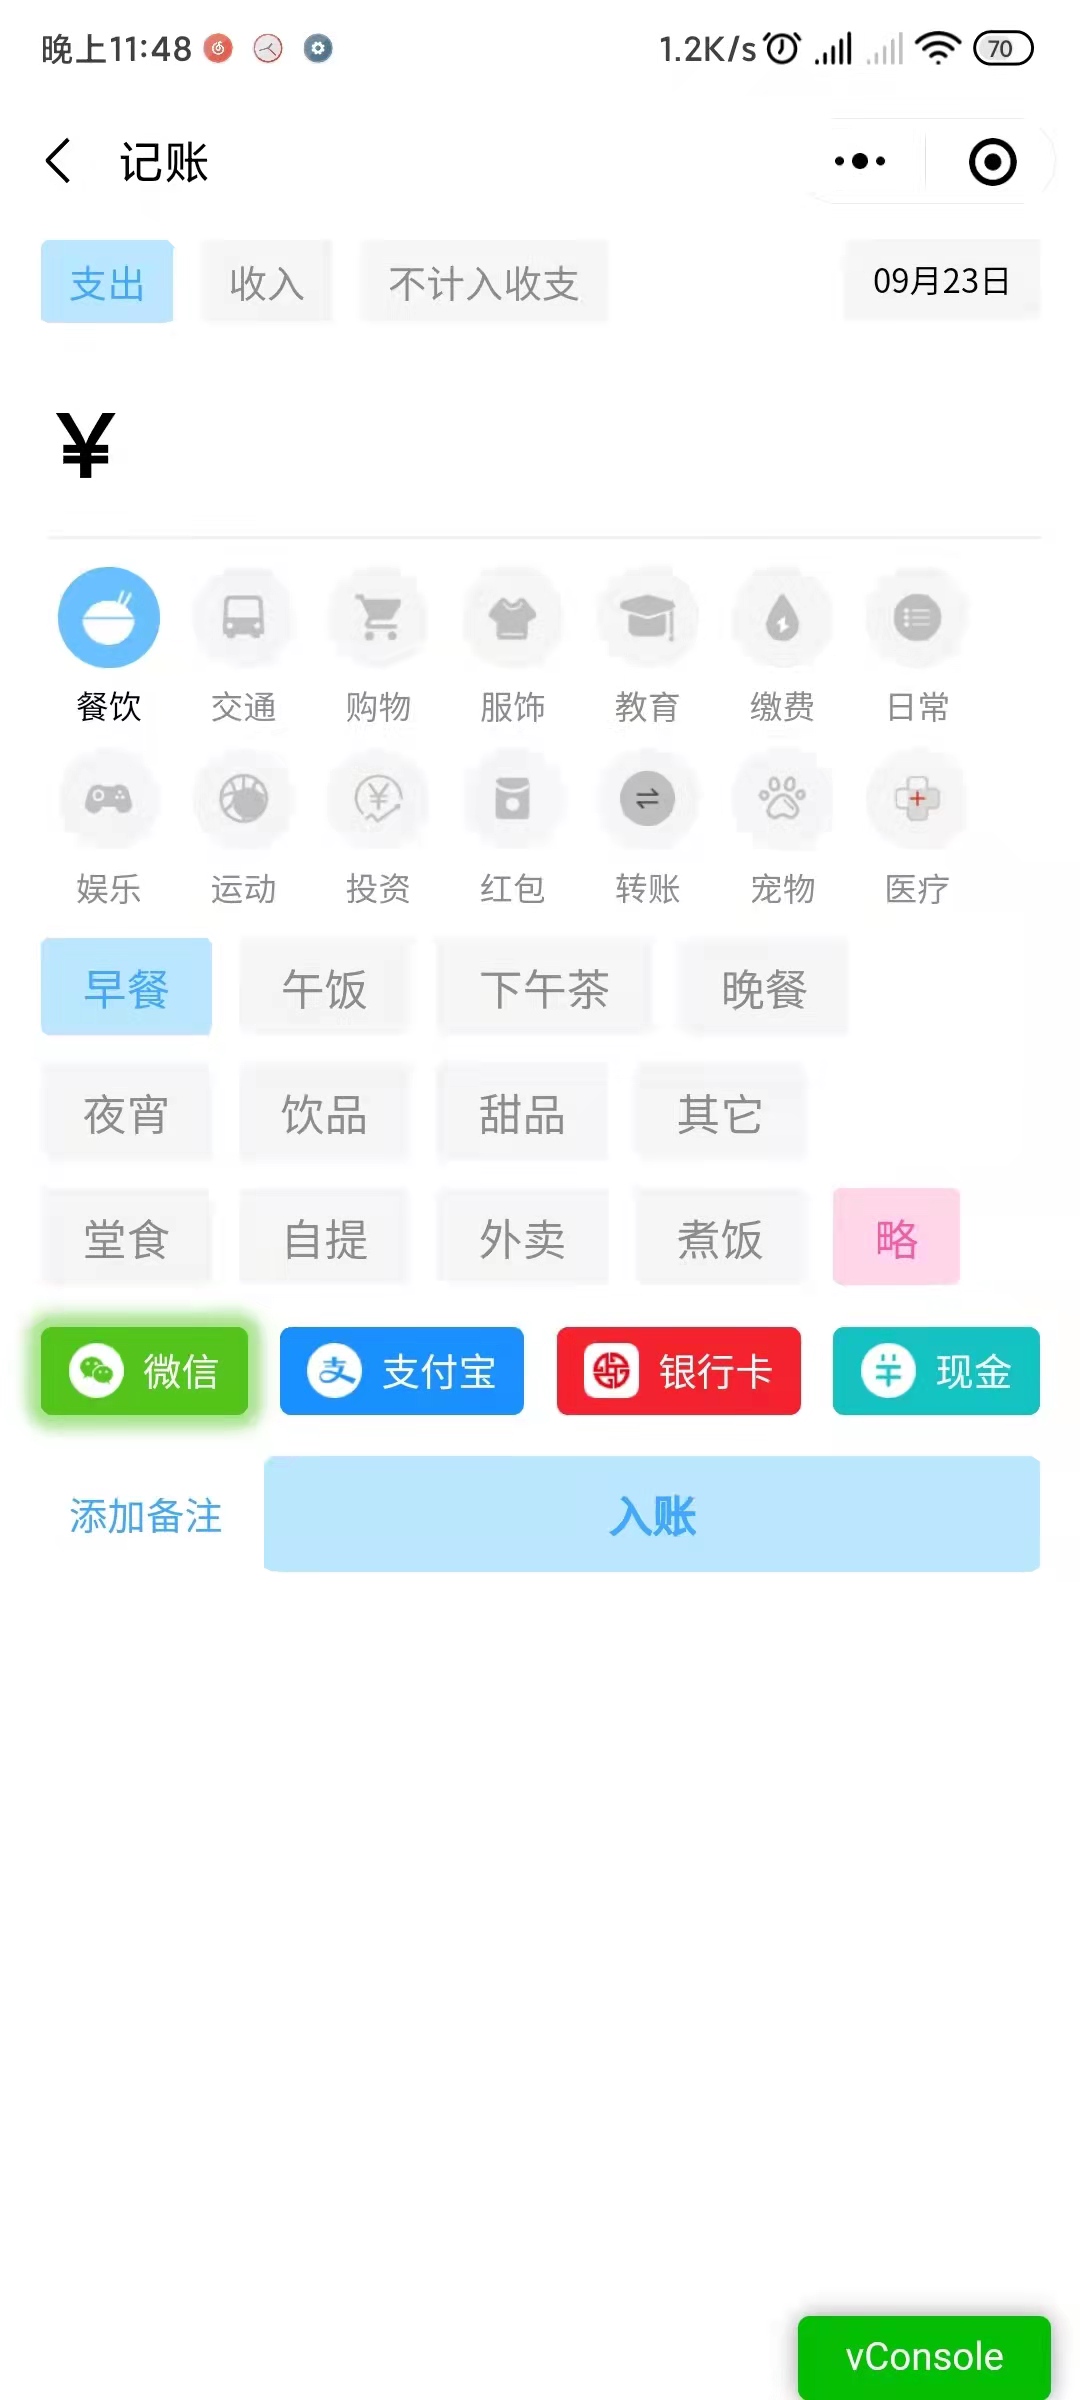 晚上11:48 1.2K/s 70
记账
支出 收入 不计入收支 09月23日
¥
餐饮 交通 购物 服饰 教育 缴费 日常
娱乐 运动 投资 红包 转账 宠物 医疗
早餐 午饭 下午茶 晚餐
夜宵 饮品 甜品 其它
堂食 自提 外卖 煮饭 略
微信 支付宝 银行卡 现金
添加备注 入账
vConsole